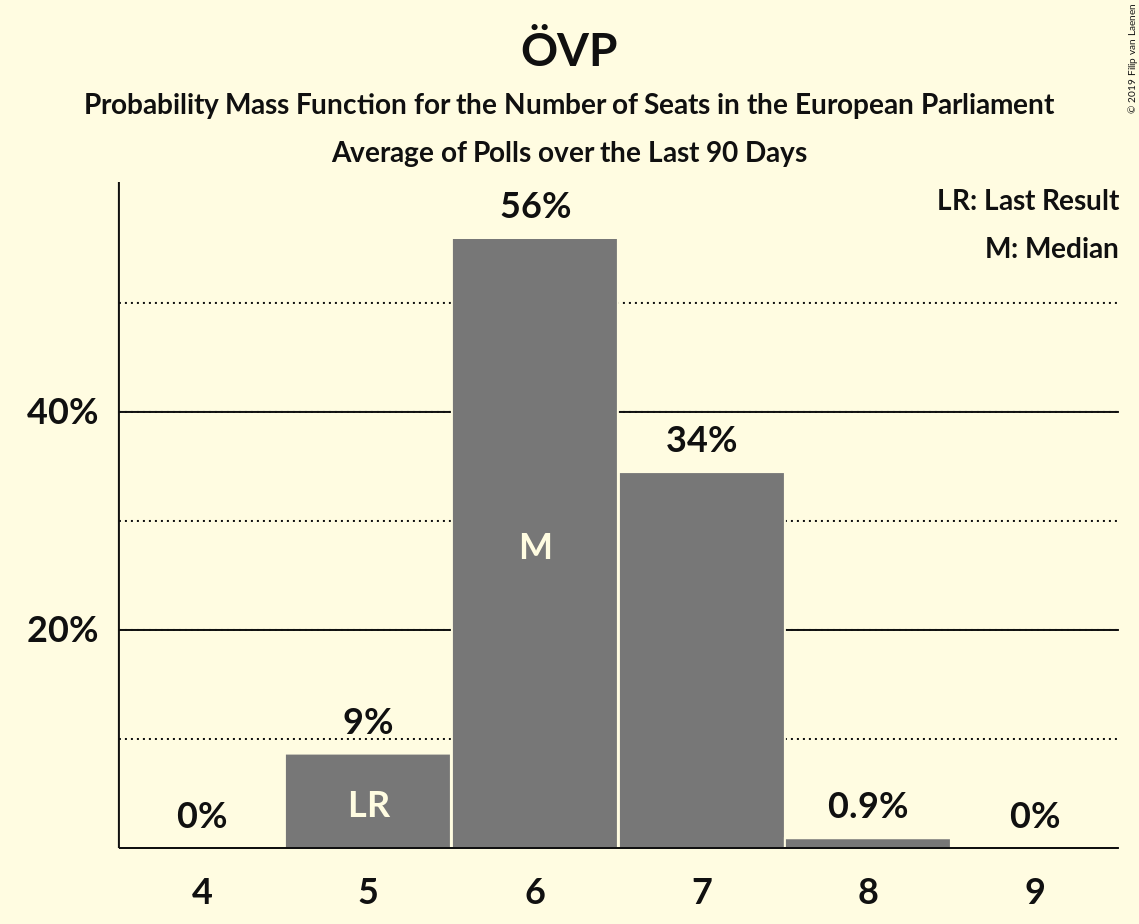 ÖVP
Probability Mass Function for the Number of Seats in the European Parliament
Average of Polls over the Last 90 Days
© 2019 Filip van Laenen
LR: Last Result
M: Median
56%
40%
34%
M
20%
9%
LR
0%
0.9%
0%
4 5 6 7 8 9